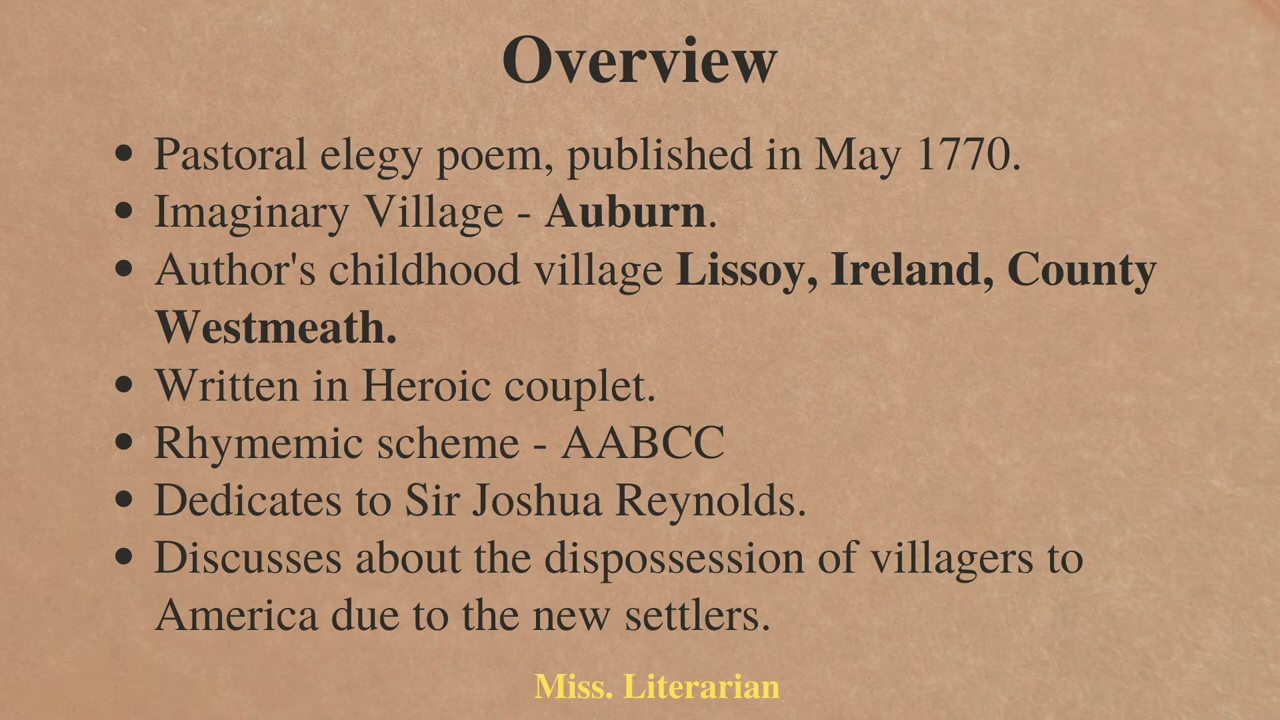 Overview
• Pastoral elegy poem, published in May 1770.
• Imaginary Village - Auburn.
• Author's childhood village Lissoy, Ireland, County
Westmeath.
• Written in Heroic couplet.
• Rhymemic scheme - AABCC
• Dedicates to Sir Joshua Reynolds.
• Discusses about the dispossession of villagers to
America due to the new settlers.
Miss. Literarian